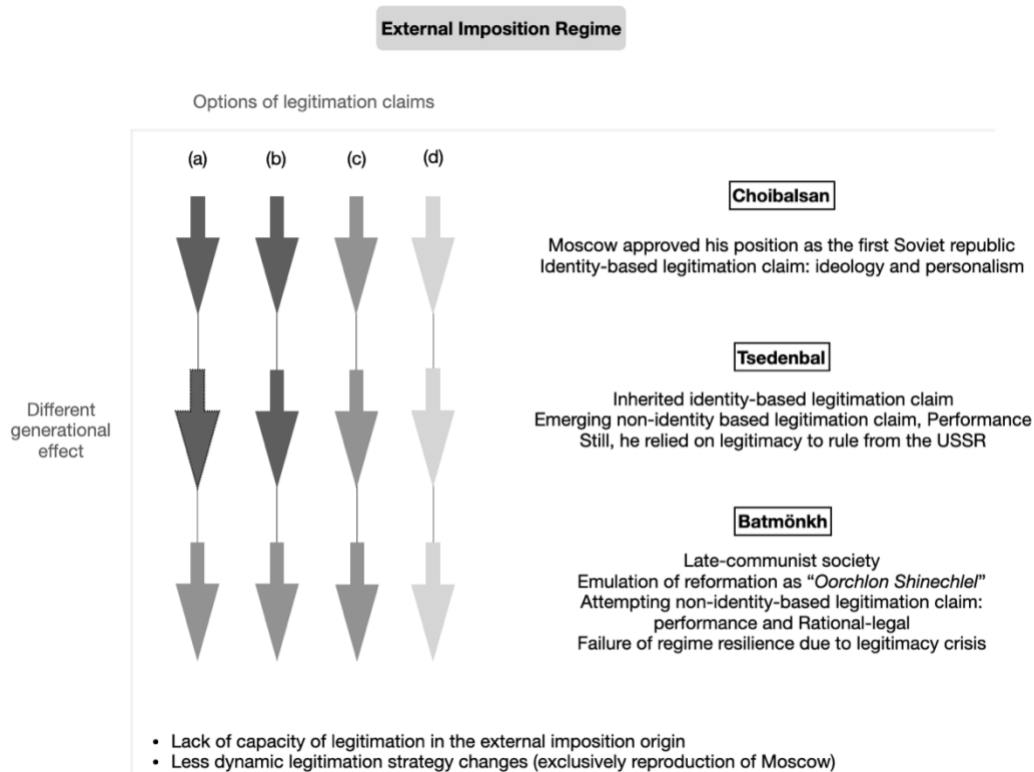 External Imposition Regime
Options of legitimation claims
(a) (b) (c) (d)
Choibalsan
Moscow approved his position as the first Soviet republic
Identity-based legitimation claim: ideology and personalism
Different
generational
effect
Tsedenbal
Inherited identity-based legitimation claim
Emerging non-identity based legitimation claim, Performance
Still, he relied on legitimacy to rule from the USSR
Batmönkh
Late-communist society
Emulation of reformation as “Oorchlon Shinechlel”
Attempting non-identity-based legitimation claim:
performance and Rational-legal
Failure of regime resilience due to legitimacy crisis
• Lack of capacity of legitimation in the external imposition origin
• Less dynamic legitimation strategy changes (exclusively reproduction of Moscow)